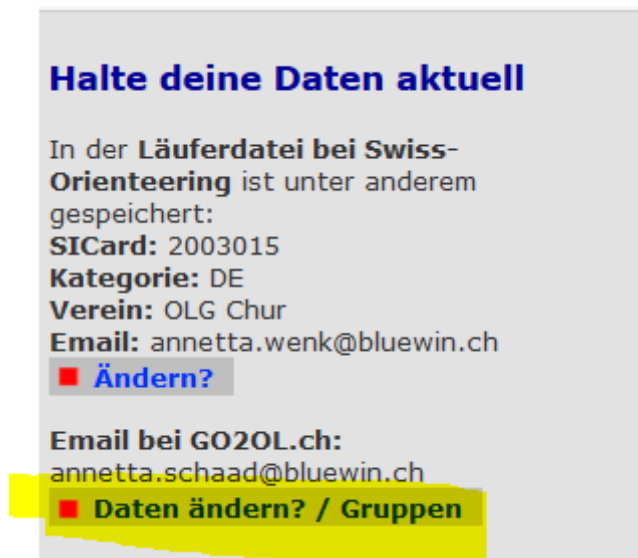 Halte deine Daten aktuell
In der Läuferdatei bei Swiss-
Orienteering ist unter anderem
gespeichert:
SICard: 2003015
Kategorie: DE
Verein: OLG Chur
Email: annetta.wenk@bluewin.ch
Ändern?
Email bei GO2OL.ch:
annetta.schaad@bluewin.ch
Daten ändern? / Gruppen